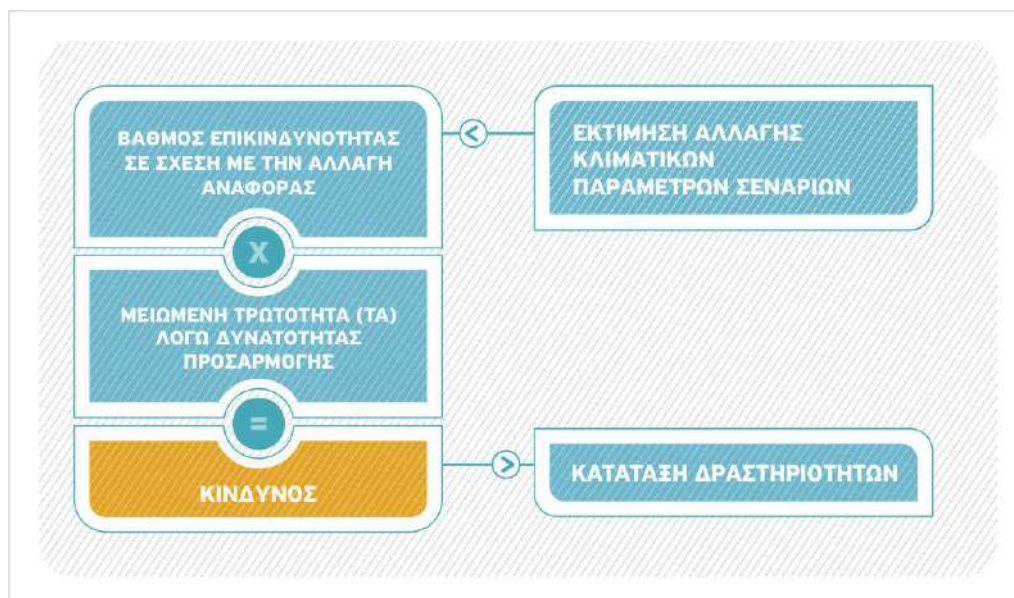 ΒΑΘΜΟΣ ΕΠΙΚΙΝΔΥΝΟΤΗΤΑΣ
ΣΕ ΣΧΕΣΗ ΜΕ ΤΗΝ ΑΛΛΑΓΗ
ΑΝΑΦΟΡΑΣ
<
ΕΚΤΙΜΗΣΗ ΑΛΛΑΓΗΣ
ΚΛΙΜΑΤΙΚΩΝ
ΠΑΡΑΜΕΤΡΩΝ ΣΕΝΑΡΙΩΝ
X
ΜΕΙΩΜΕΝΗ ΤΡΩΤΟΤΗΤΑ (ΤΑ)
ΛΟΓΩ ΔΥΝΑΤΟΤΗΤΑΣ
ΠΡΟΣΑΡΜΟΓΗΣ
=
ΚΙΝΔΥΝΟΣ
>
ΚΑΤΑΤΑΞΗ ΔΡΑΣΤΗΡΙΟΤΗΤΩΝ